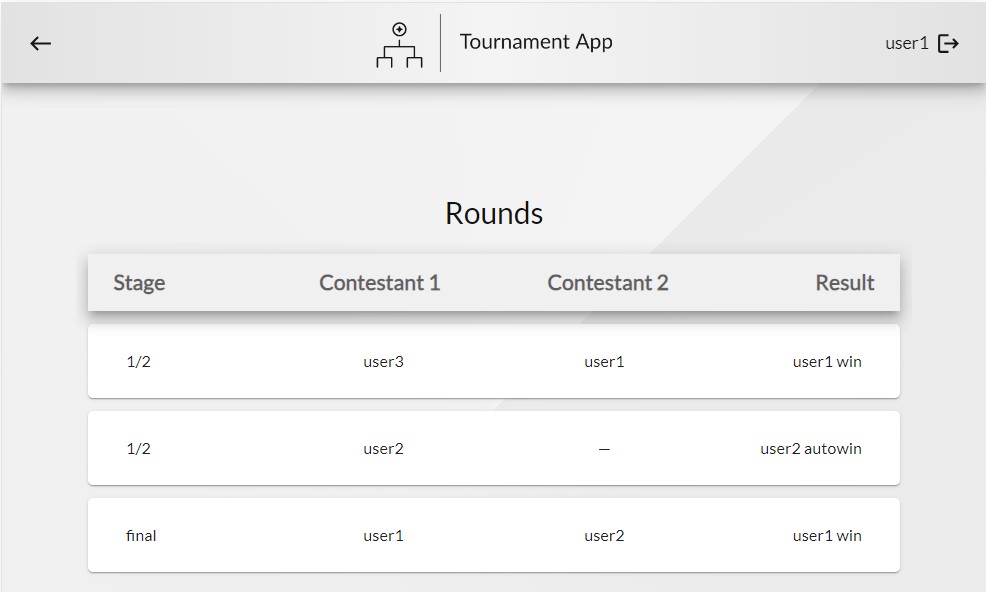 Tournament App
user1
Rounds
Stage Contestant 1 Contestant 2 Result
1/2 user3 user1 user1 win
1/2 user2 — user2 autowin
final user1 user2 user1 win